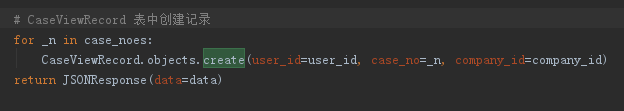 # CaseViewRecord 表中创建记录
for _n in case_noes:
    CaseViewRecord.objects.create(user_id=user_id, case_no=_n, company_id=company_id)
return JSONResponse(data=data)